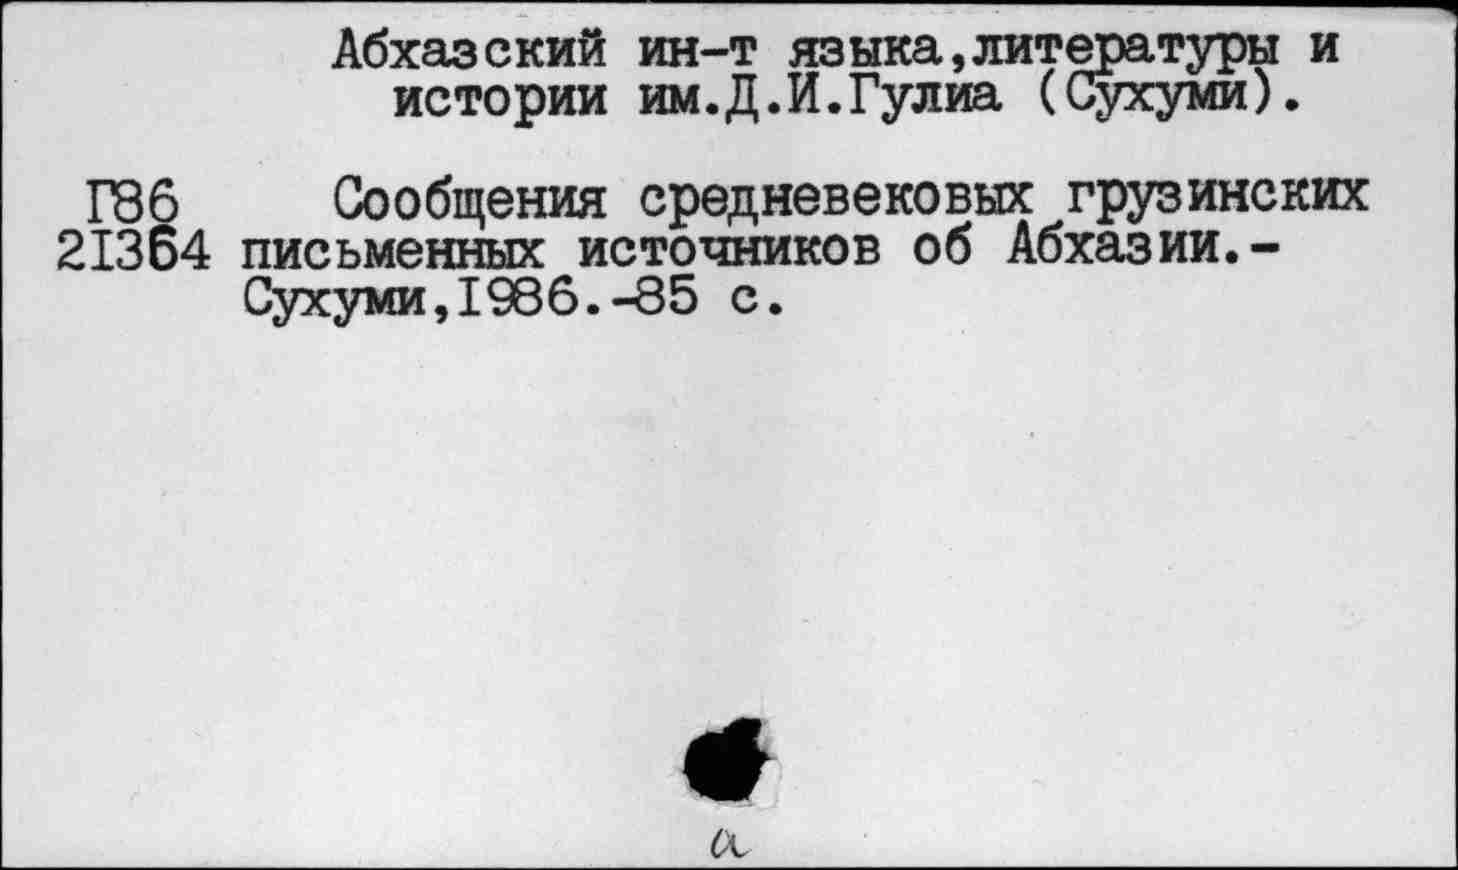 Абхазский ин-т языка,литературы и
истории им.Д.И.Гулиа (Сухуми).
Г86 Сообщения средневековых грузинских
21364 письменных источников об Абхазии.-
Сухуми,1986.-85 с.
а